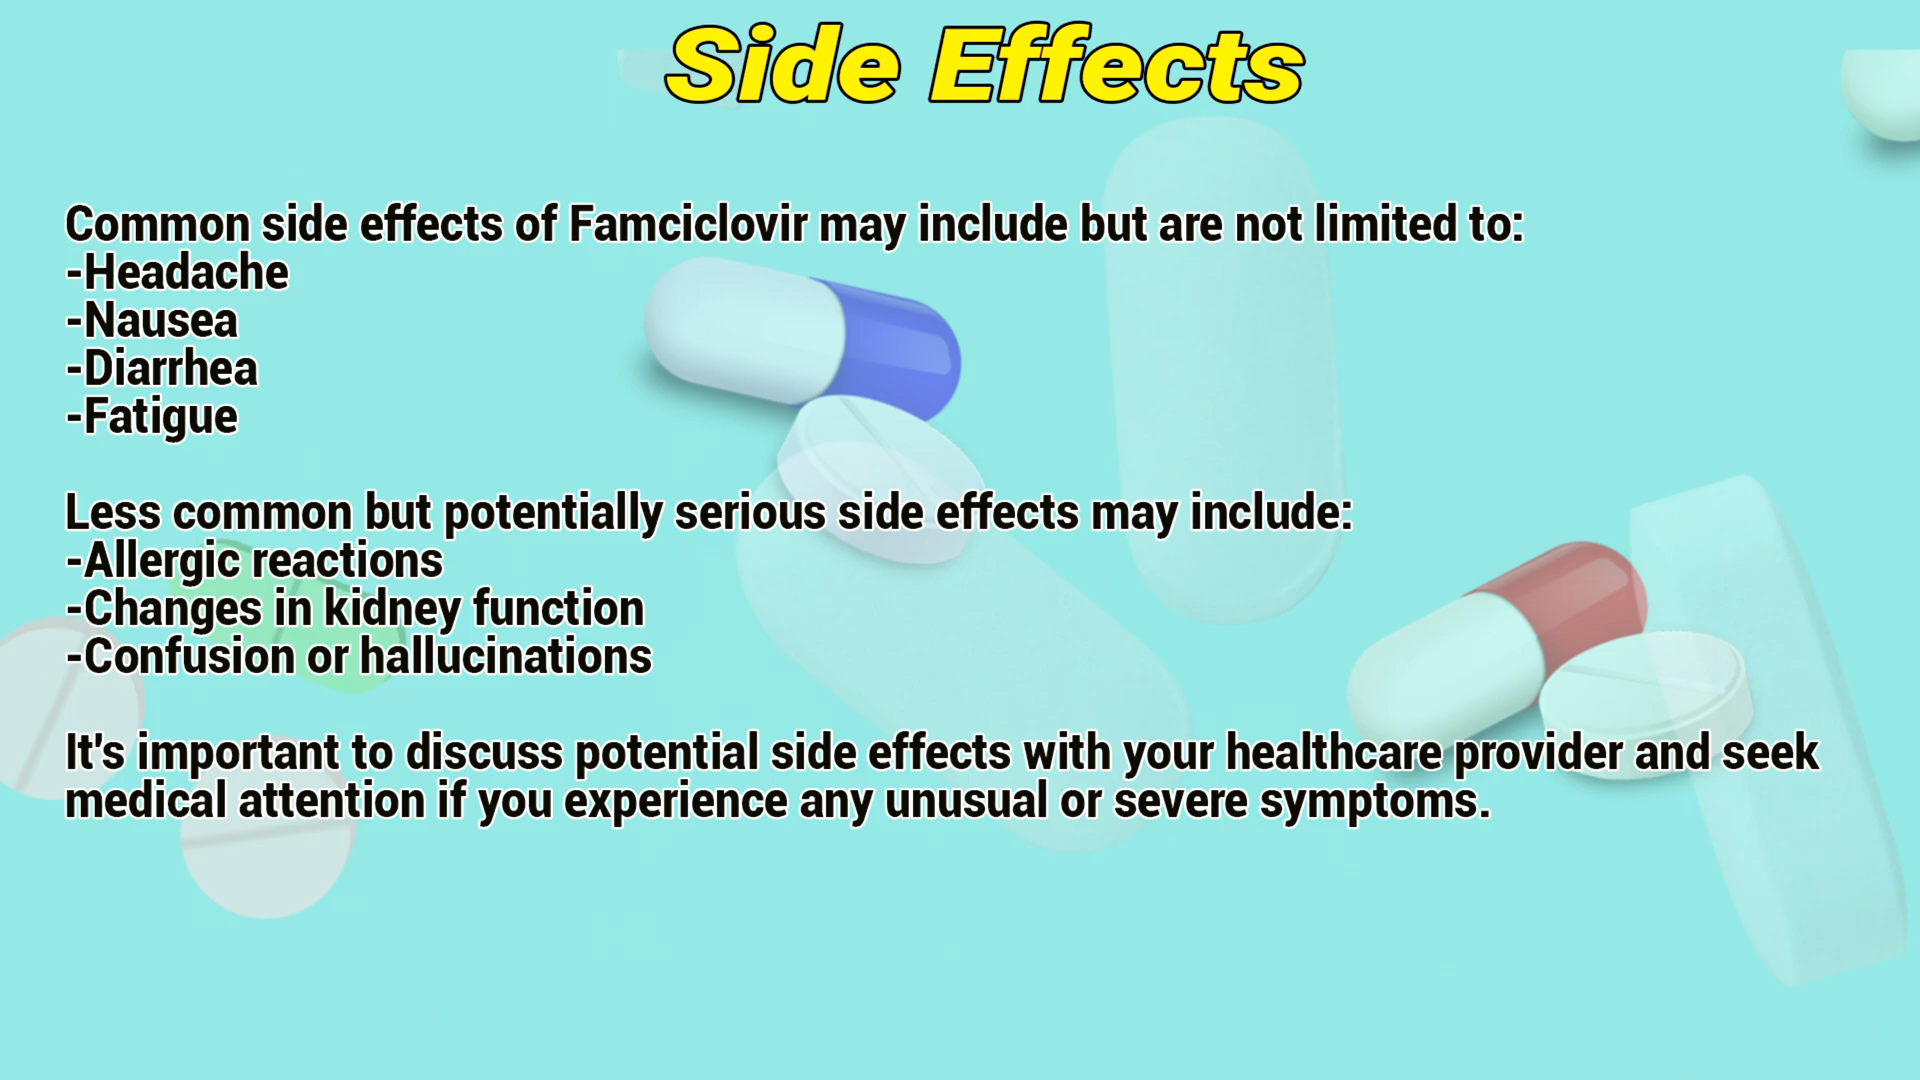 Side Effects
Common side effects of Famciclovir may include but are not limited to:
-Headache
-Nausea
-Diarrhea
-Fatigue
Less common but potentially serious side effects may include:
-Allergic reactions
-Changes in kidney function
-Confusion or hallucinations
It's important to discuss potential side effects with your healthcare provider and seek
medical attention if you experience any unusual or severe symptoms.